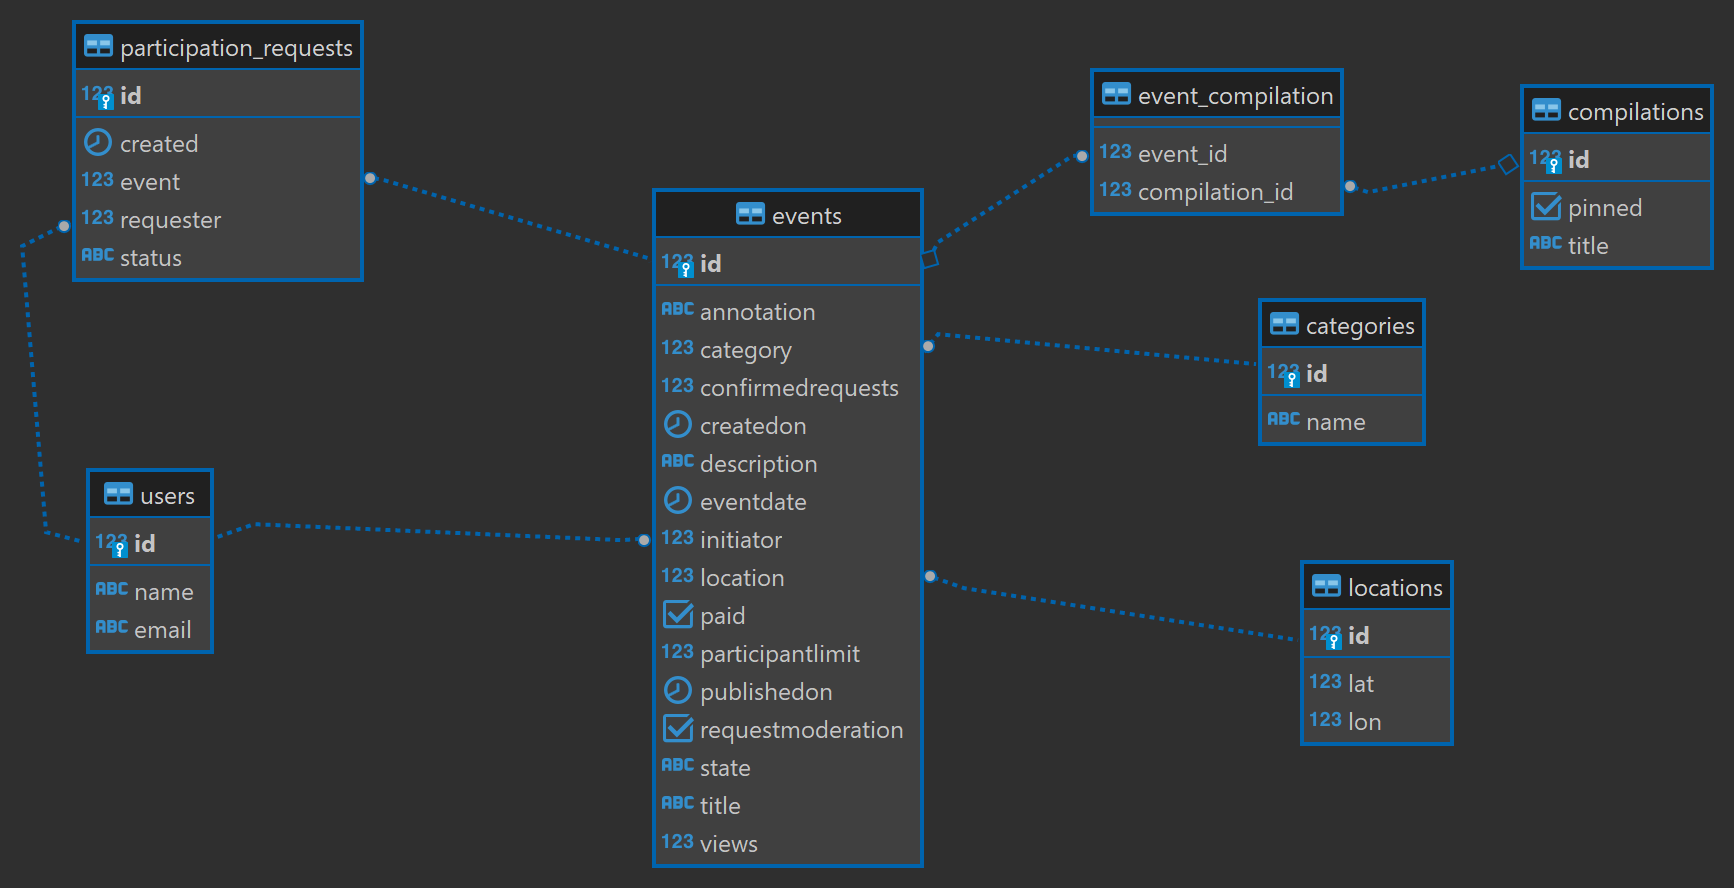 participation_requests
123 id
created
123 event
123 requester
ABC status
users
123 id
ABC name
ABC email
events
123 id
ABC annotation
123 category
123 confirmedrequests
createdon
ABC description
eventdate
123 initiator
123 location
paid
123 participantlimit
publishedon
requestmoderation
ABC state
ABC title
123 views
event_compilation
123 event_id
123 compilation_id
compilations
123 id
pinned
ABC title
categories
123 id
ABC name
locations
123 id
123 lat
123 lon